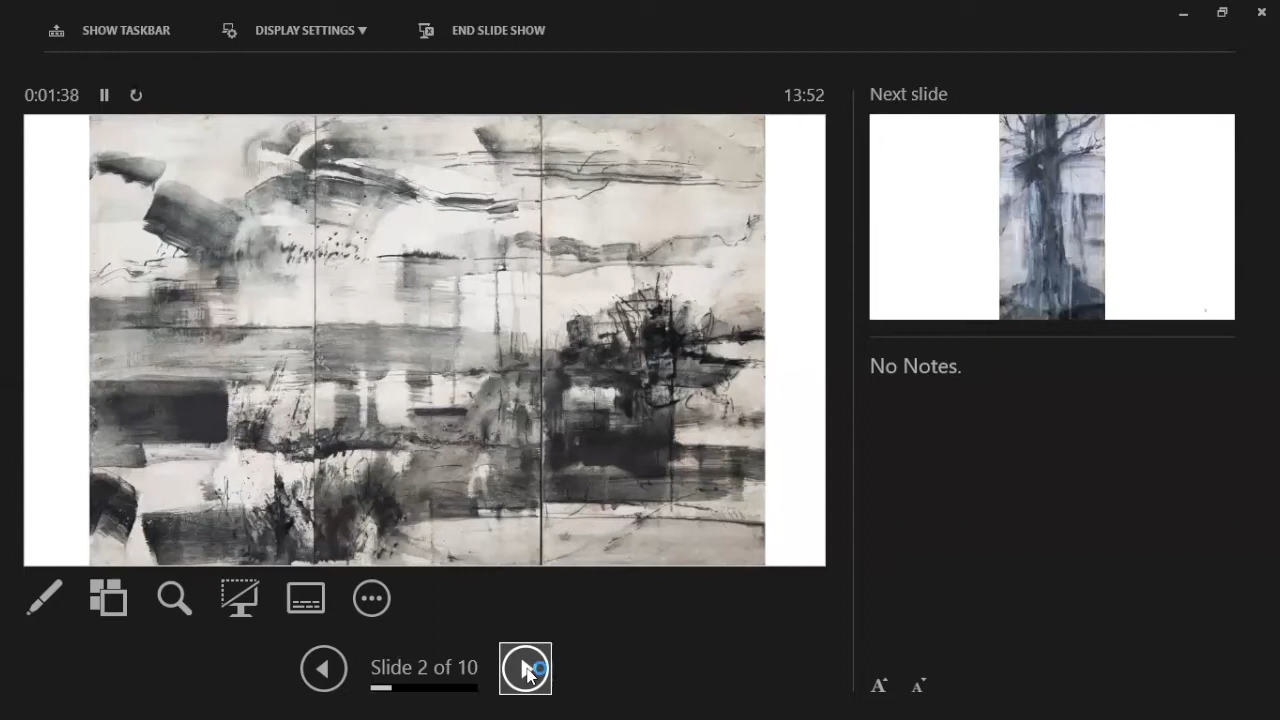 SHOW TASKBAR
DISPLAY SETTINGS ▼
END SLIDE SHOW
0:01:38
13:52
Next slide
No Notes.
Slide 2 of 10
A A